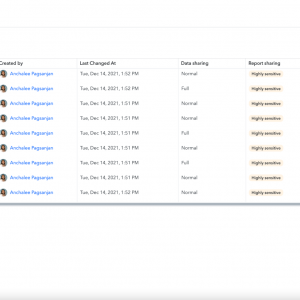 Created by Last Changed At Data sharing Report sharing
Anchalee Pagsanjan Tue, Dec 14, 2021, 1:52 PM Normal Highly sensitive
Anchalee Pagsanjan Tue, Dec 14, 2021, 1:52 PM Full Highly sensitive
Anchalee Pagsanjan Tue, Dec 14, 2021, 1:51 PM Normal Highly sensitive
Anchalee Pagsanjan Tue, Dec 14, 2021, 1:51 PM Full Highly sensitive
Anchalee Pagsanjan Tue, Dec 14, 2021, 1:51 PM Normal Highly sensitive
Anchalee Pagsanjan Tue, Dec 14, 2021, 1:51 PM Full Highly sensitive
Anchalee Pagsanjan Tue, Dec 14, 2021, 1:51 PM Full Highly sensitive
Anchalee Pagsanjan Tue, Dec 14, 2021, 1:51 PM Normal Highly sensitive
Anchalee Pagsanjan Tue, Dec 14, 2021, 1:52 PM Normal Highly sensitive